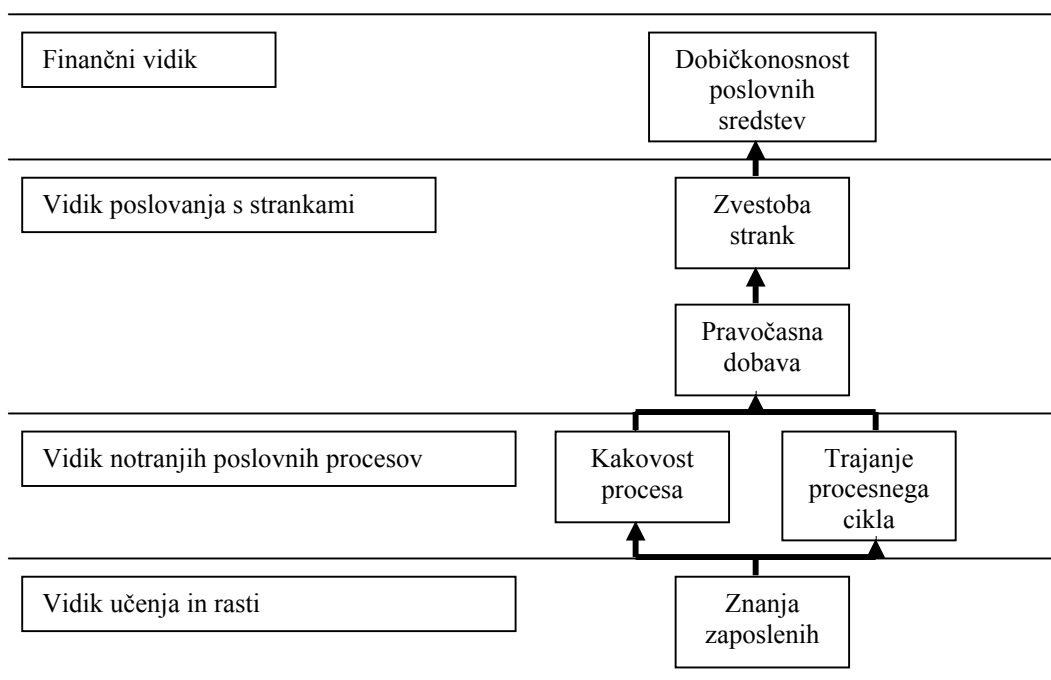 Finančni vidik
Dobičkonosnost
poslovnih
sredstev
Vidik poslovanja s strankami
Zvestoba
strank
Pravočasna
dobava
Vidik notranjih poslovnih procesov
Kakovost
procesa
Trajanje
procesnega
cikla
Vidik učenja in rasti
Znanja
zaposlenih